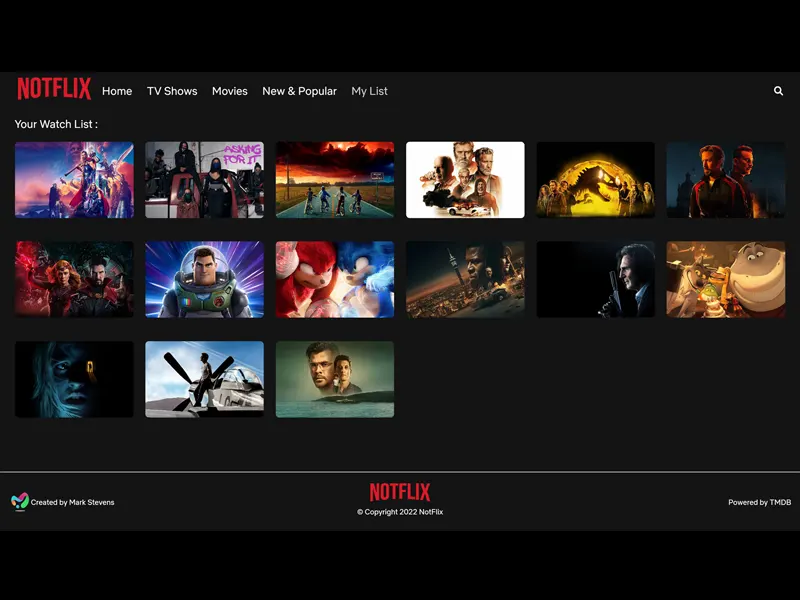 NOTFLIX Home TV Shows Movies New & Popular My List
Your Watch List :
ASKING
FOR IT
NOTFLIX
Created by Mark Stevens
© Copyright 2022 NotFlix
Powered by TMDB